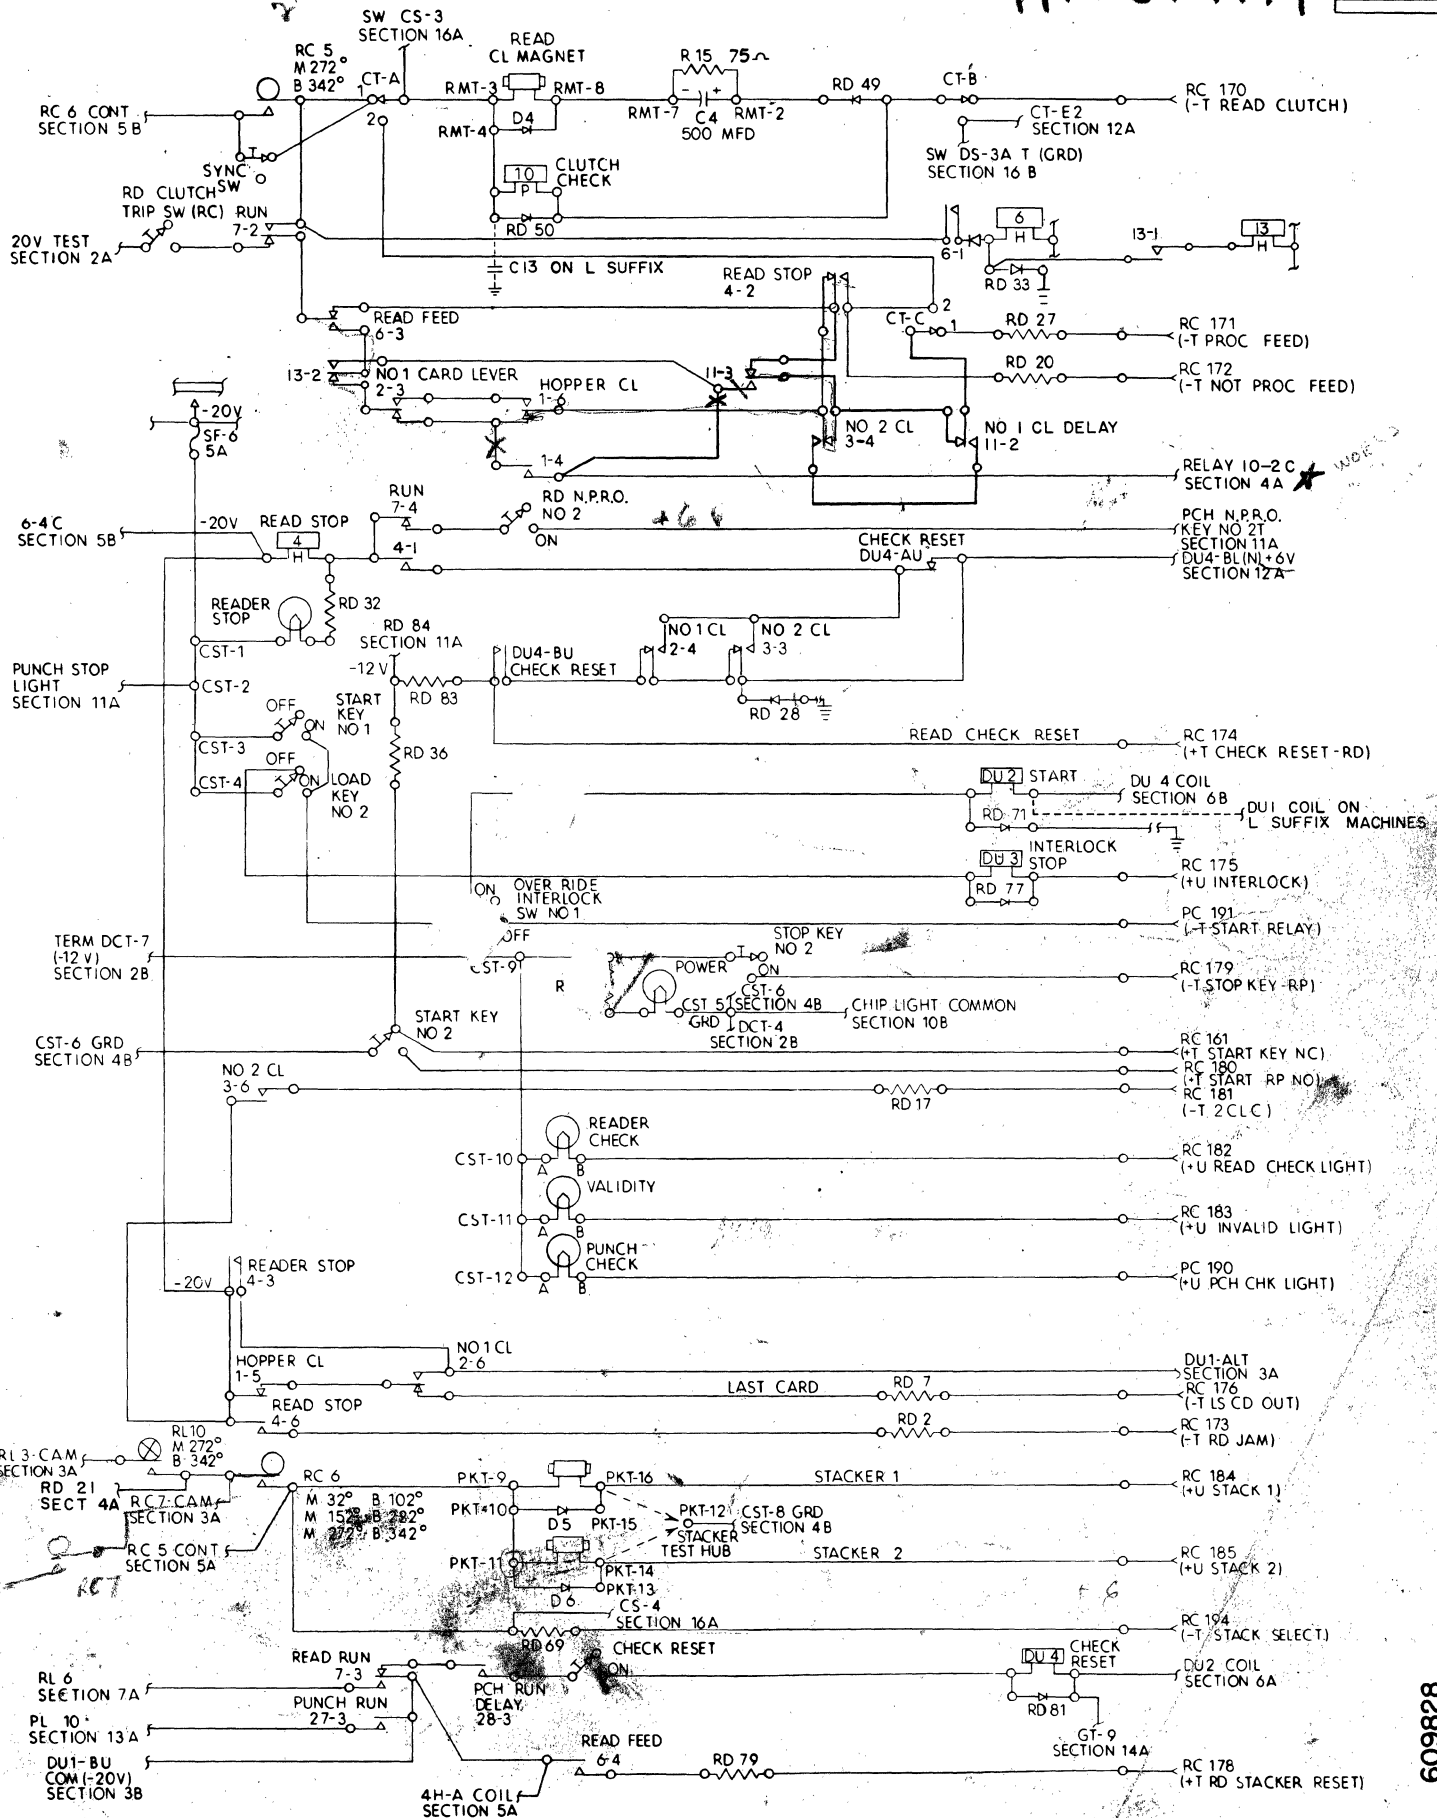 SW CS-3
SECTION 16A
RC 5
M 272°
B 342°
CT-A
1
2
READ
CL MAGNET
RMT-3
RMT-8
RMT-4
D4
R 15 75Ω
RMT-7
- +
RMT-2
C4
500 MFD
RD 49
CT-B
RC 170
(-T READ CLUTCH)
CT-E2
SECTION 12A
SW DS-3A T (GRD)
SECTION 16 B
RC 6 CONT
SECTION 5B
SYNC
SW
T
10
P
CLUTCH
CHECK
RD 50
RD CLUTCH
TRIP SW (RC)
RUN
7-2
20V TEST
SECTION 2A
C13 ON L SUFFIX
6
H
6-1
RD 33
13-1
13
H
READ STOP
4-2
2
READ FEED
6-3
CT-C
1
RD 27
RC 171
(-T PROC FEED)
RD 20
RC 172
(-T NOT PROC FEED)
13-2
NO 1 CARD LEVER
2-3
HOPPER CL
1-6
11-3
-20V
SF-6
5A
NO 2 CL
3-4
NO 1 CL DELAY
11-2
1-4
RELAY 10-2C
SECTION 4A
RUN
7-4
RD N.P.R.O.
NO 2
ON
PCH N.P.R.O.
KEY NO 2T
SECTION 11A
6-4C
SECTION 5B
-20V
READ STOP
4
H
4-1
CHECK RESET
DU4-AU
DU4-BL(N)+6V
SECTION 12A
READER
STOP
RD 32
CST-1
RD 84
SECTION 11A
-12 V
RD 83
DU4-BU
CHECK RESET
NO 1 CL
2-4
NO 2 CL
3-3
RD 28
PUNCH STOP
LIGHT
SECTION 11A
CST-2
OFF
START
KEY
NO 1
ON
CST-3
OFF
CST-4
ON
LOAD
KEY
NO 2
RD 36
READ CHECK RESET
RC 174
(+T CHECK RESET-RD)
DU 2
START
DU 4 COIL
SECTION 6B
RD 71
DU1 COIL ON
L SUFFIX MACHINES
DU 3
INTERLOCK
STOP
RD 77
RC 175
(+U INTERLOCK)
ON
OVER RIDE
INTERLOCK
SW NO 1
OFF
PC 191
(-T START RELAY)
TERM DCT-7
(-12 V)
SECTION 2B
CST-9
R
POWER
STOP KEY
NO 2
T
ON
RC 179
(-T STOP KEY-RP)
CST 5
GRD
CST-6
SECTION 4B
DCT-4
SECTION 2B
CHIP LIGHT COMMON
SECTION 10B
START KEY
NO 2
CST-6 GRD
SECTION 4B
RC 161
(+T START KEY NC)
RC 180
(+T START RP NO)
NO 2 CL
3-6
RD 17
RC 181
(-T 2 CLC)
READER
CHECK
CST-10
A
B
RC 182
(+U READ CHECK LIGHT)
VALIDITY
CST-11
A
B
RC 183
(+U INVALID LIGHT)
PUNCH
CHECK
CST-12
A
B
PC 190
(+U PCH CHK LIGHT)
READER STOP
4-3
-20V
NO 1 CL
2-6
DU1-ALT
SECTION 3A
HOPPER CL
1-5
LAST CARD
RD 7
RC 176
(-T LS CD OUT)
READ STOP
4-6
RD 2
RC 173
(-T RD JAM)
RL 3-CAM
SECTION 3A
RL10
M 272°
B 342°
RD 21
SECT 4A
RC7-CAM
SECTION 3A
RC 6
M 32° B 102°
M 152° B 222°
M 272° B 342°
RC 5 CONT
SECTION 5A
RC7
PKT-9
PKT-16
STACKER 1
RC 184
(+U STACK 1)
PKT-10
D5
PKT-15
PKT-12
STACKER
TEST HUB
CST-8 GRD
SECTION 4B
PKT-11
PKT-14
STACKER 2
RC 185
(+U STACK 2)
PKT-13
D6
CS-4
SECTION 16A
RD69
RC 194
(-T STACK SELECT)
READ RUN
7-3
CHECK RESET
ON
PCH RUN
DELAY
28-3
DU 4
CHECK
RESET
RD81
DU2 COIL
SECTION 6A
GT-9
SECTION 14A
RL 6
SECTION 7A
PUNCH RUN
27-3
PL 10
SECTION 13A
DU1-BU
COM (-20V)
SECTION 3B
READ FEED
6-4
RD 79
RC 178
(+T RD STACKER RESET)
4H-A COIL
SECTION 5A
609828